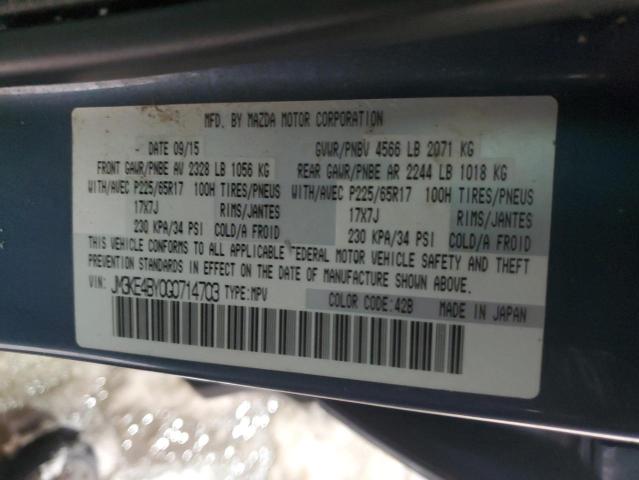 MFD. BY MAZDA MOTOR CORPORATION
DATE 09/15 GVWR/PNBV 4566 LB 2071 KG
FRONT GAWR/PNBE AV 2328 LB 1056 KG REAR GAWR/PNBE AR 2244 LB 1018 KG
WITH/AVEC P225/65R17 100H TIRES/PNEUS WITH/AVEC P225/65R17 100H TIRES/PNEUS
17X7J RIMS/JANTES 17X7J RIMS/JANTES
230 KPA/34 PSI COLD/A FROID 230 KPA/34 PSI COLD/A FROID
THIS VEHICLE CONFORMS TO ALL APPLICABLE FEDERAL MOTOR VEHICLE SAFETY AND THEFT
PREVENTION STANDARDS IN EFFECT ON THE DATE OF MANUFACTURE SHOWN ABOVE.
VIN: JM3KE4BY0G0714703 TYPE:MPV COLOR CODE:42B MADE IN JAPAN